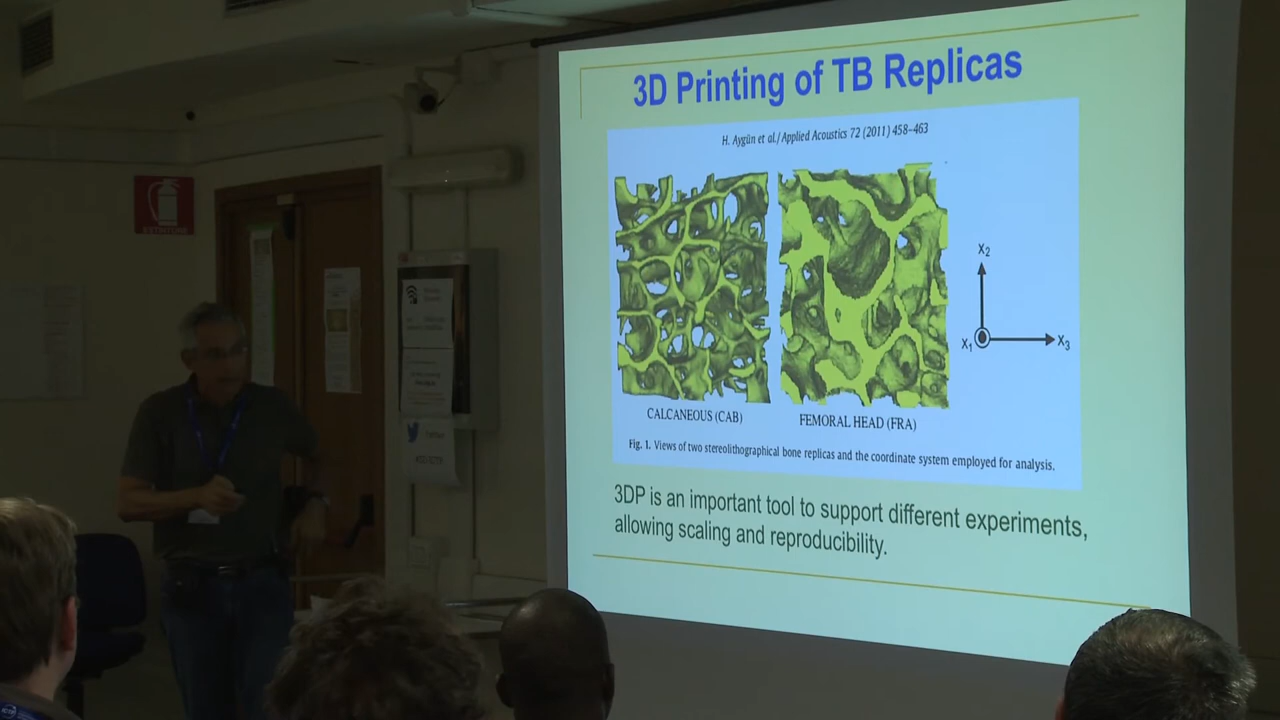 3D Printing of TB Replicas
H. Aygün et al./Applied Acoustics 72 (2011) 458–463
X2
X1
X3
CALCANEOUS (CAB)
FEMORAL HEAD (FRA)
Fig. 1. Views of two stereolithographical bone replicas and the coordinate system employed for analysis.
3DP is an important tool to support different experiments,
allowing scaling and reproducibility.
ESTINTORE